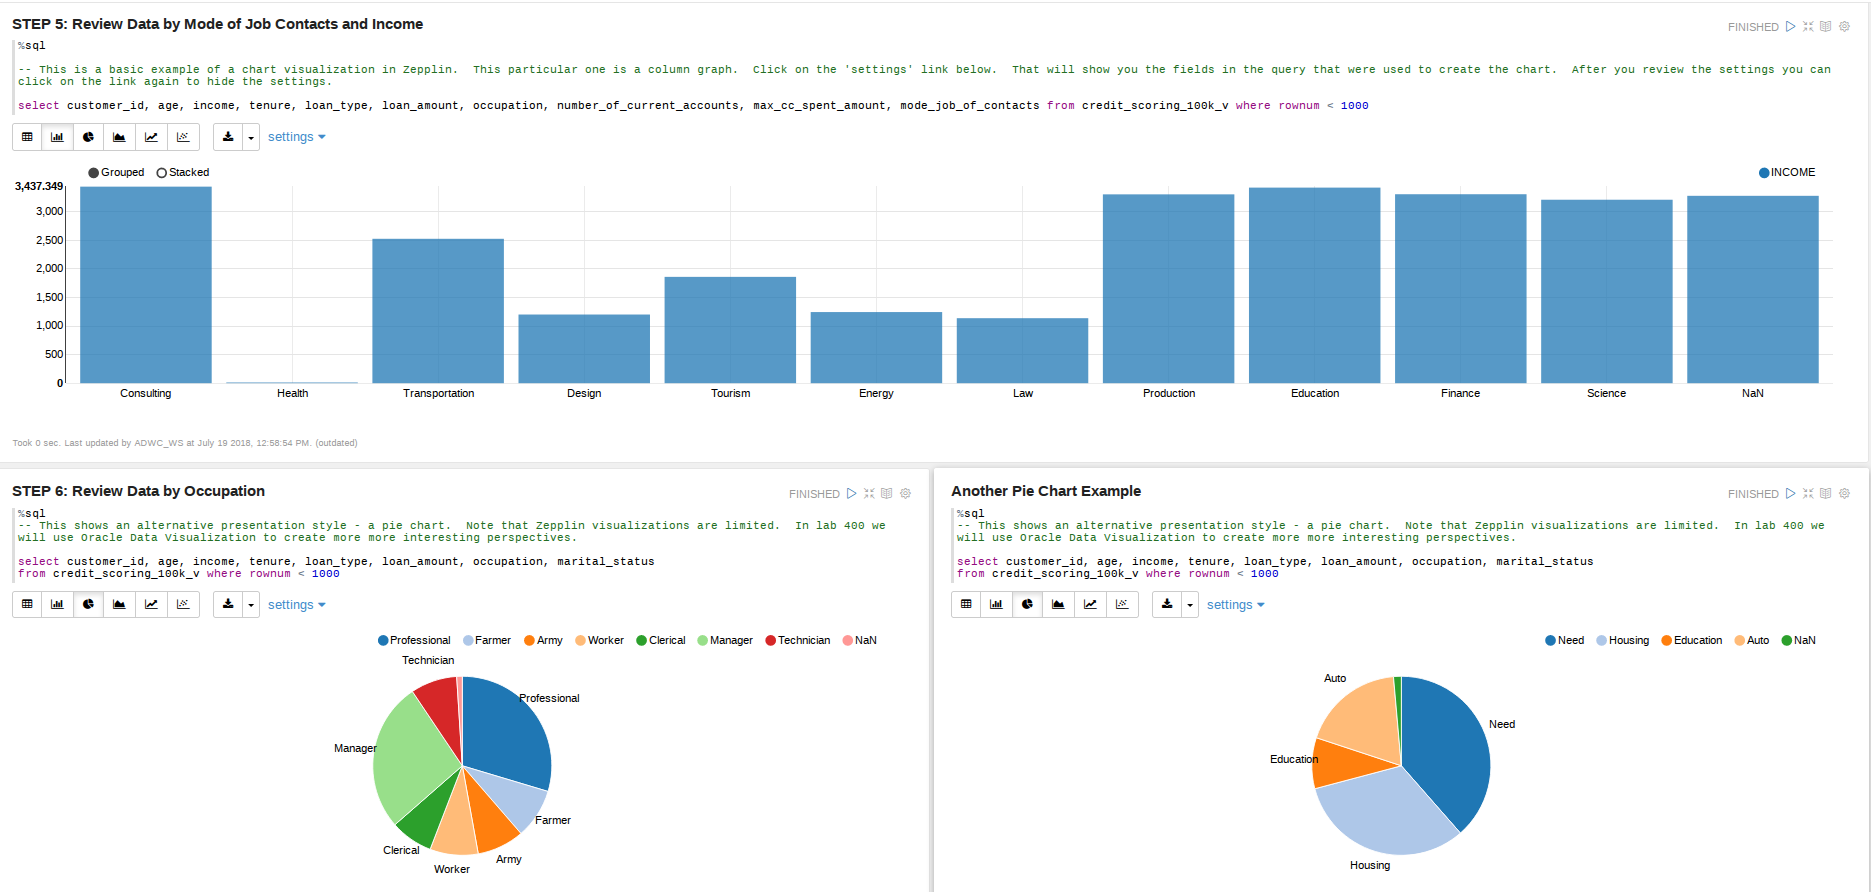 STEP 5: Review Data by Mode of Job Contacts and Income
FINISHED
%sql
-- This is a basic example of a chart visualization in Zepplin.  This particular one is a column graph.  Click on the 'settings' link below.  That will show you the fields in the query that were used to create the chart.  After you review the settings you can
click on the link again to hide the settings.
select customer_id, age, income, tenure, loan_type, loan_amount, occupation, number_of_current_accounts, max_cc_spent_amount, mode_job_of_contacts from credit_scoring_100k_v where rownum < 1000
settings
Grouped Stacked
INCOME
3,437.349
3,000
2,500
2,000
1,500
1,000
500
0
Consulting Health Transportation Design Tourism Energy Law Production Education Finance Science NaN
Took 0 sec. Last updated by ADWC_WS at July 19 2018, 12:58:54 PM. (outdated)
STEP 6: Review Data by Occupation
FINISHED
%sql
-- This shows an alternative presentation style - a pie chart.  Note that Zepplin visualizations are limited.  In lab 400 we
will use Oracle Data Visualization to create more more interesting perspectives.
select customer_id, age, income, tenure, loan_type, loan_amount, occupation, marital_status
from credit_scoring_100k_v where rownum < 1000
settings
Professional Farmer Army Worker Clerical Manager Technician NaN
Technician
Professional
Manager
Farmer
Clerical
Army
Worker
Another Pie Chart Example
FINISHED
%sql
-- This shows an alternative presentation style - a pie chart.  Note that Zepplin visualizations are limited.  In lab 400 we
will use Oracle Data Visualization to create more more interesting perspectives.
select customer_id, age, income, tenure, loan_type, loan_amount, occupation, marital_status
from credit_scoring_100k_v where rownum < 1000
settings
Need Housing Education Auto NaN
Auto
Need
Education
Housing